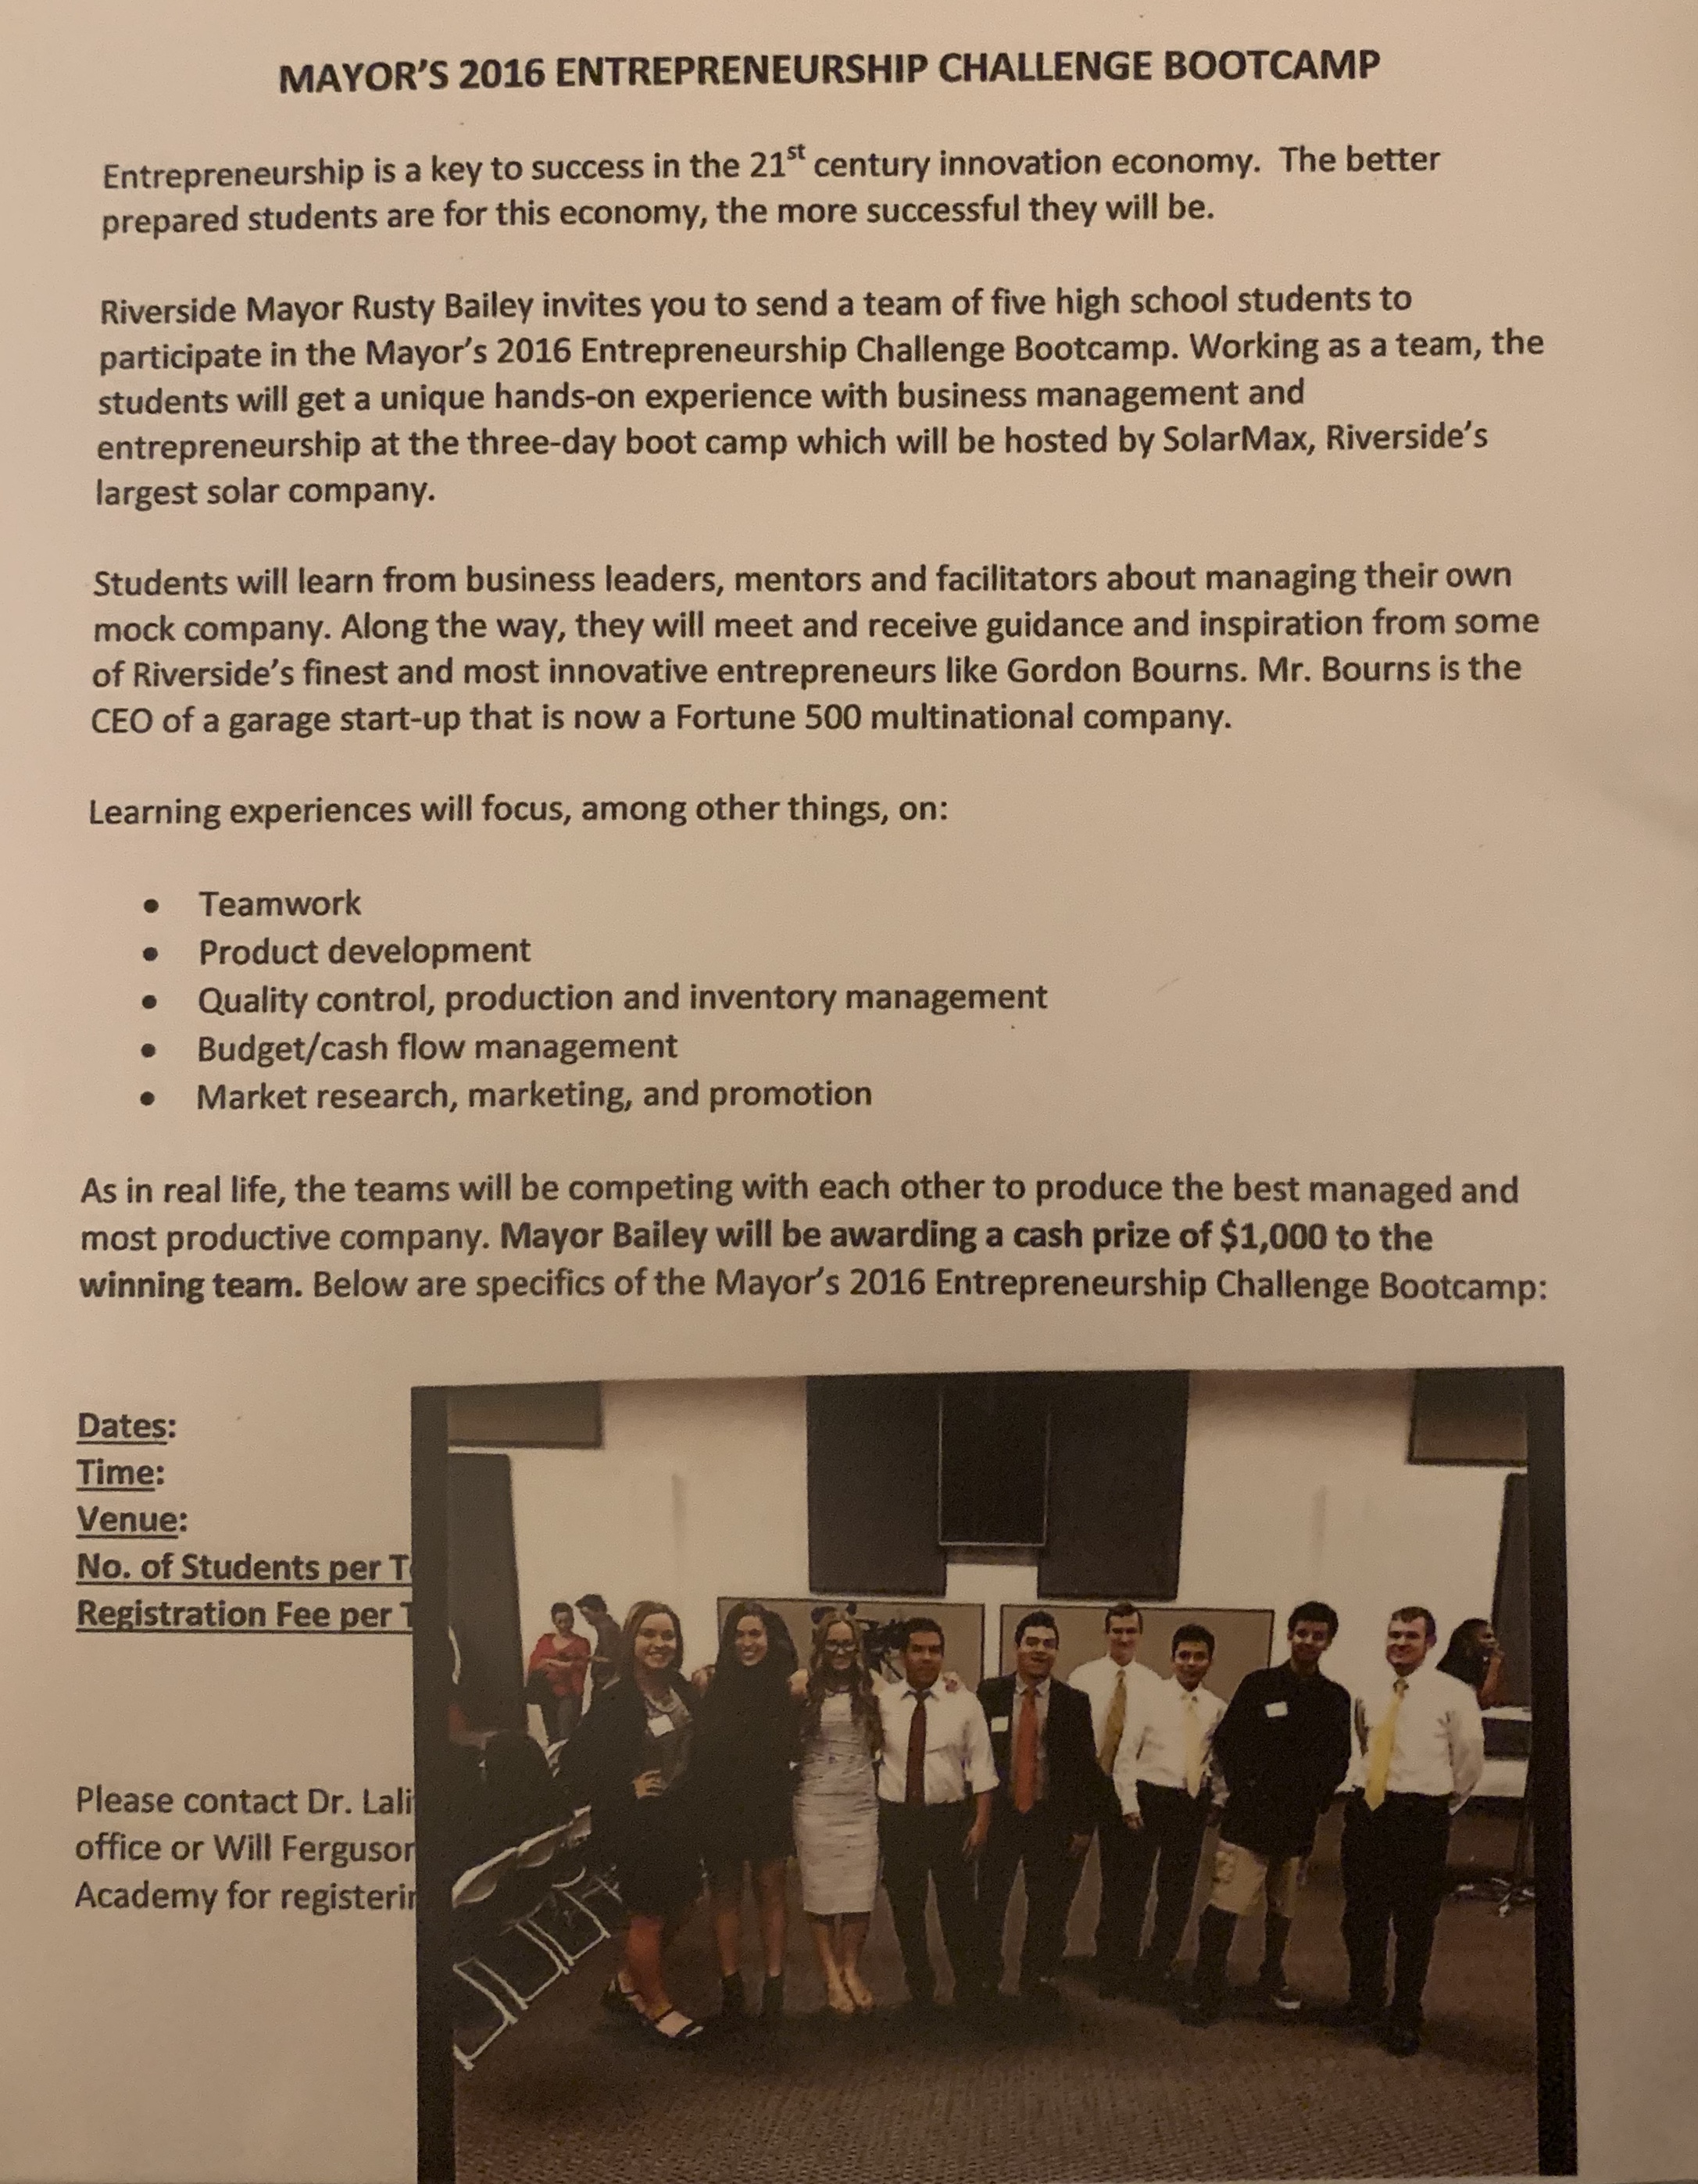 MAYOR'S 2016 ENTREPRENEURSHIP CHALLENGE BOOTCAMP
Entrepreneurship is a key to success in the 21st century innovation economy. The better
prepared students are for this economy, the more successful they will be.
Riverside Mayor Rusty Bailey invites you to send a team of five high school students to
participate in the Mayor's 2016 Entrepreneurship Challenge Bootcamp. Working as a team, the
students will get a unique hands-on experience with business management and
entrepreneurship at the three-day boot camp which will be hosted by SolarMax, Riverside's
largest solar company.
Students will learn from business leaders, mentors and facilitators about managing their own
mock company. Along the way, they will meet and receive guidance and inspiration from some
of Riverside's finest and most innovative entrepreneurs like Gordon Bourns. Mr. Bourns is the
CEO of a garage start-up that is now a Fortune 500 multinational company.
Learning experiences will focus, among other things, on:
• Teamwork
• Product development
• Quality control, production and inventory management
• Budget/cash flow management
• Market research, marketing, and promotion
As in real life, the teams will be competing with each other to produce the best managed and
most productive company. Mayor Bailey will be awarding a cash prize of $1,000 to the
winning team. Below are specifics of the Mayor's 2016 Entrepreneurship Challenge Bootcamp:
Dates:
Time:
Venue:
No. of Students per
Registration Fee per
Please contact Dr. Lali
office or Will Ferguson
Academy for